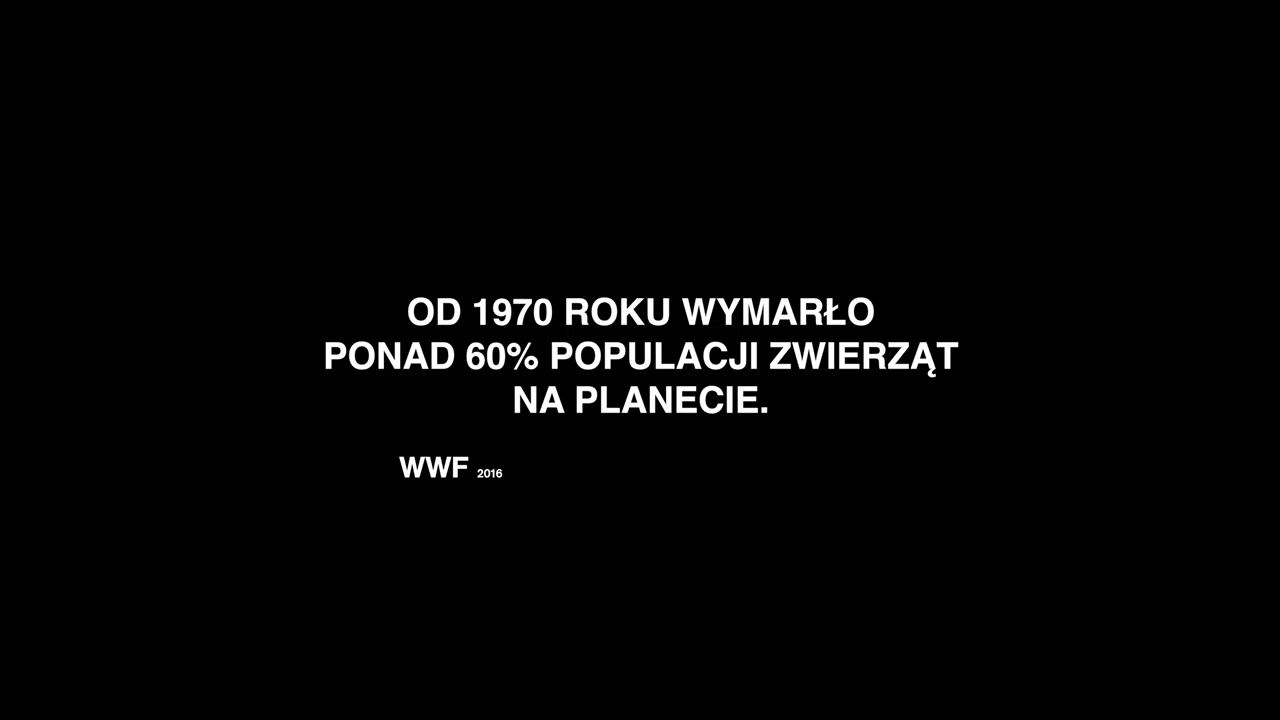 OD 1970 ROKU WYMARŁO
PONAD 60% POPULACJI ZWIERZĄT
NA PLANECIE.
WWF 2016